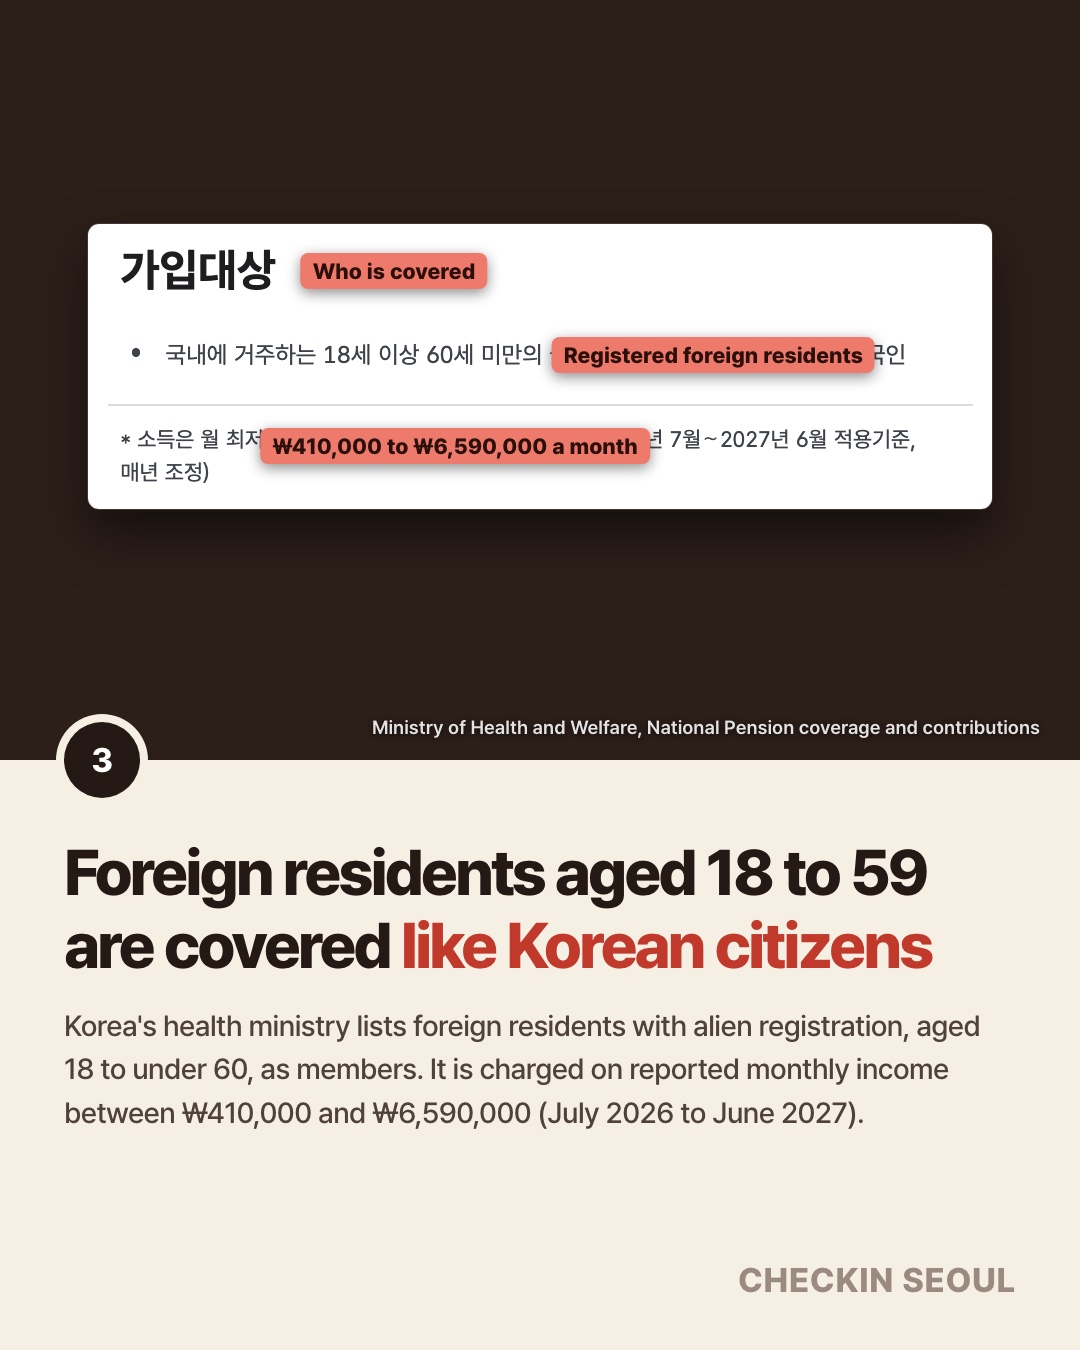 가입대상
Who is covered
• 국내에 거주하는 18세 이상 60세 미만의
Registered foreign residents
국인
* 소득은 월 최저
₩410,000 to ₩6,590,000 a month
년 7월~2027년 6월 적용기준,
매년 조정)
Ministry of Health and Welfare, National Pension coverage and contributions
3
Foreign residents aged 18 to 59
are covered like Korean citizens
Korea's health ministry lists foreign residents with alien registration, aged
18 to under 60, as members. It is charged on reported monthly income
between ₩410,000 and ₩6,590,000 (July 2026 to June 2027).
CHECKIN SEOUL